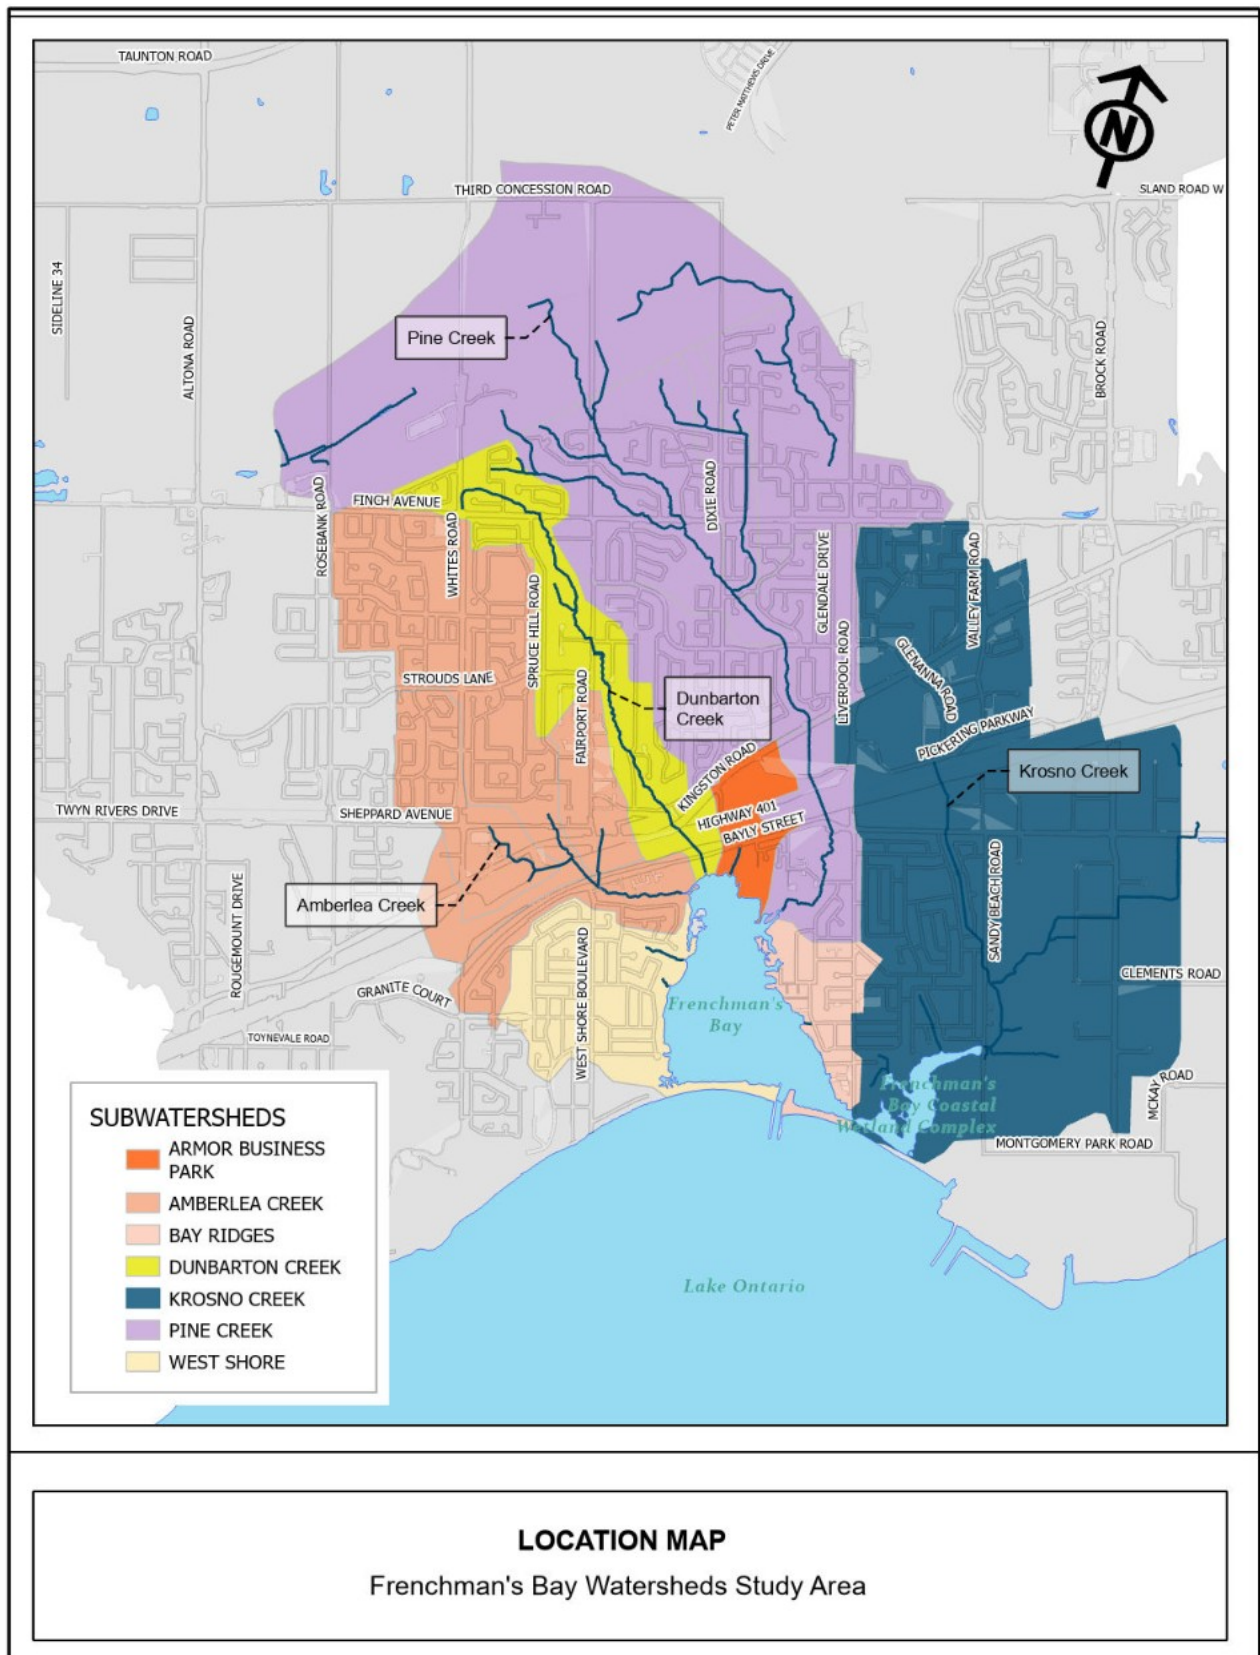 TAUNTON ROAD
PETER MATTHEWS DRIVE
N
THIRD CONCESSION ROAD
SLAND ROAD W
SIDELINE 34
ALTONA ROAD
Pine Creek
BROCK ROAD
ROSEBANK ROAD
FINCH AVENUE
WHITES ROAD
DIXIE ROAD
GLENDALE DRIVE
VALLEY FARM ROAD
SPRUCE HILL ROAD
LIVERPOOL ROAD
GLENANNA ROAD
STROUDS LANE
FAIRPORT ROAD
Dunbarton
Creek
PICKERING PARKWAY
KINGSTON ROAD
Krosno Creek
TWYN RIVERS DRIVE
SHEPPARD AVENUE
HIGHWAY 401
BAYLY STREET
Amberlea Creek
ROUGEMOUNT DRIVE
SANDY BEACH ROAD
WEST SHORE BOULEVARD
GRANITE COURT
CLEMENTS ROAD
Frenchman's
Bay
TOYNEVALE ROAD
Frenchman's
Bay Coastal
Wetland Complex
MCKAY ROAD
MONTGOMERY PARK ROAD
Lake Ontario
SUBWATERSHEDS
ARMOR BUSINESS
PARK
AMBERLEA CREEK
BAY RIDGES
DUNBARTON CREEK
KROSNO CREEK
PINE CREEK
WEST SHORE
LOCATION MAP
Frenchman's Bay Watersheds Study Area